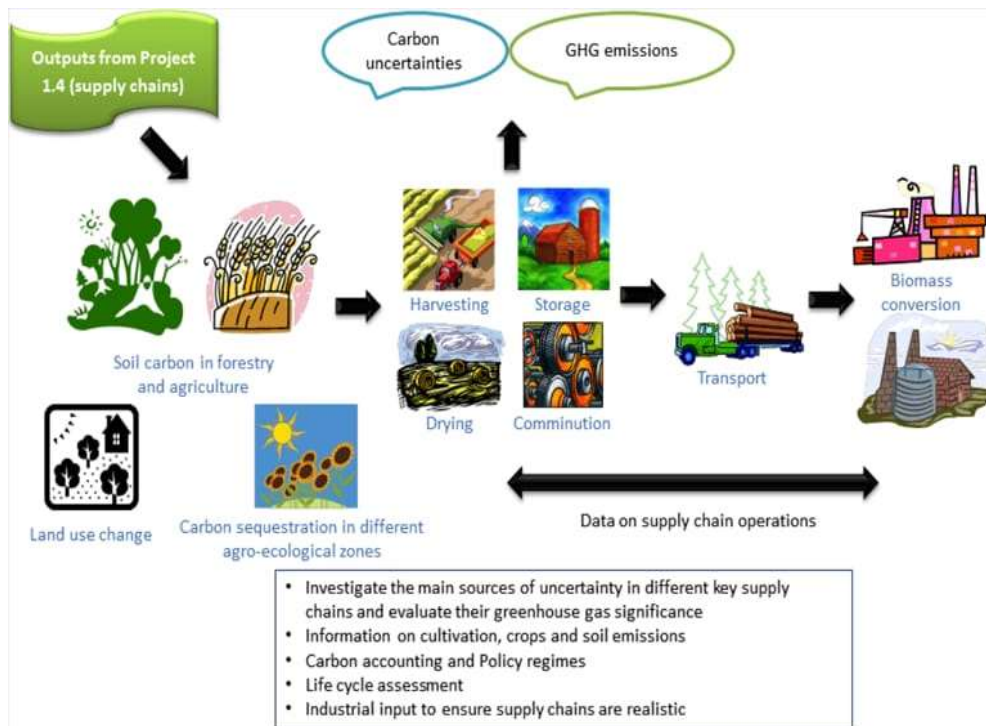 Outputs from Project
1.4 (supply chains)
Carbon
uncertainties
GHG emissions
Harvesting
Storage
Biomass
conversion
Soil carbon in forestry
and agriculture
Transport
Drying
Comminution
Land use change
Carbon sequestration in different
agro-ecological zones
Data on supply chain operations
• Investigate the main sources of uncertainty in different key supply
chains and evaluate their greenhouse gas significance
• Information on cultivation, crops and soil emissions
• Carbon accounting and Policy regimes
• Life cycle assessment
• Industrial input to ensure supply chains are realistic